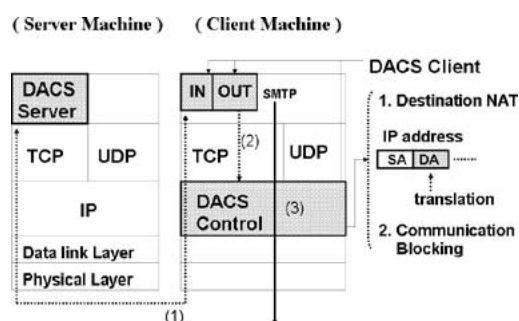 ( Server Machine ) ( Client Machine )
DACS Server
TCP UDP
IP
Data link Layer
Physical Layer
(1)
IN OUT
SMTP
(2)
TCP UDP
DACS Control
(3)
DACS Client
1. Destination NAT
IP address
SA DA
translation
2. Communication
Blocking